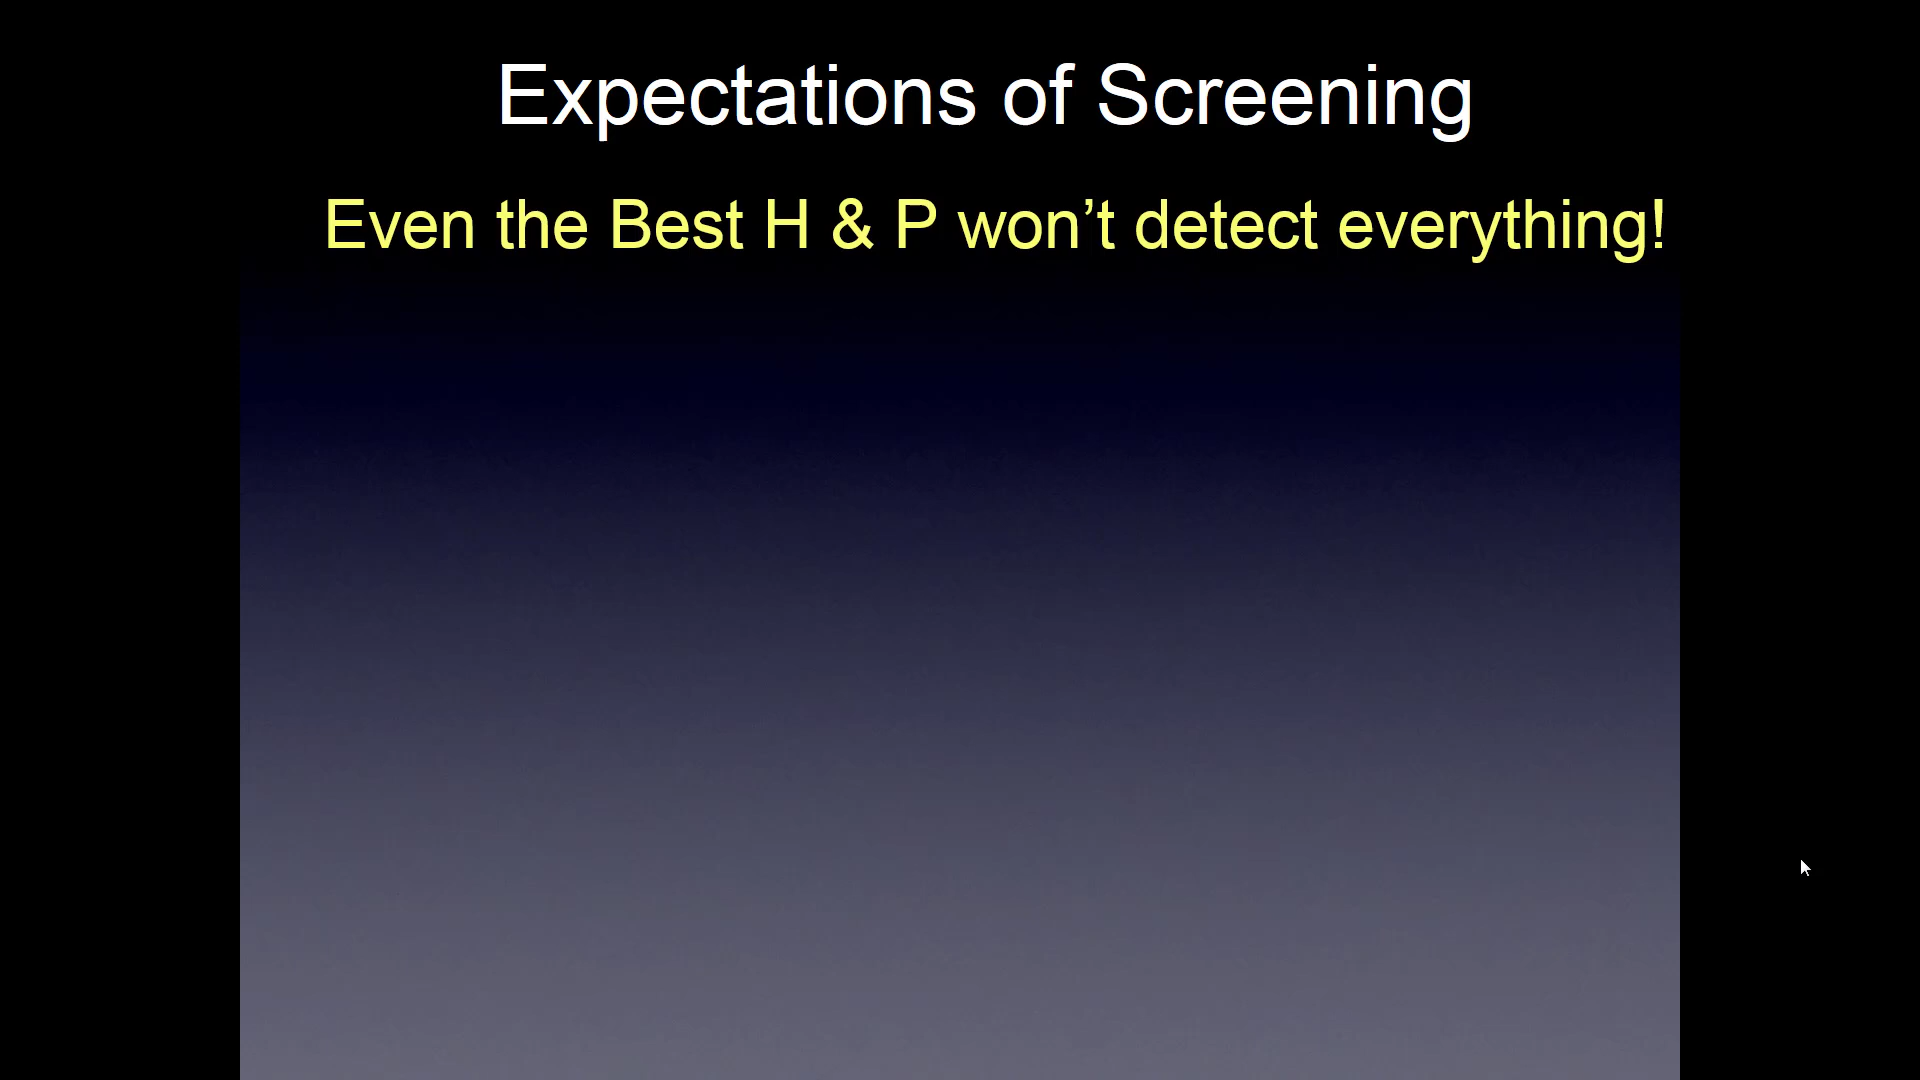 Expectations of Screening
Even the Best H & P won’t detect everything!